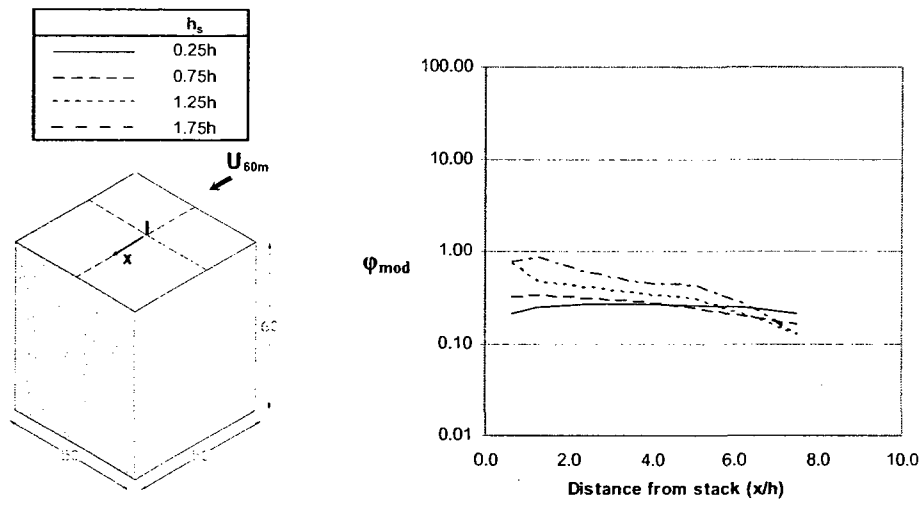 hₛ
0.25h
0.75h
1.25h
1.75h
U₆₀ₘ
x
φmod
100.00
10.00
1.00
0.10
0.01
0.0
2.0
4.0
6.0
8.0
10.0
Distance from stack (x/h)